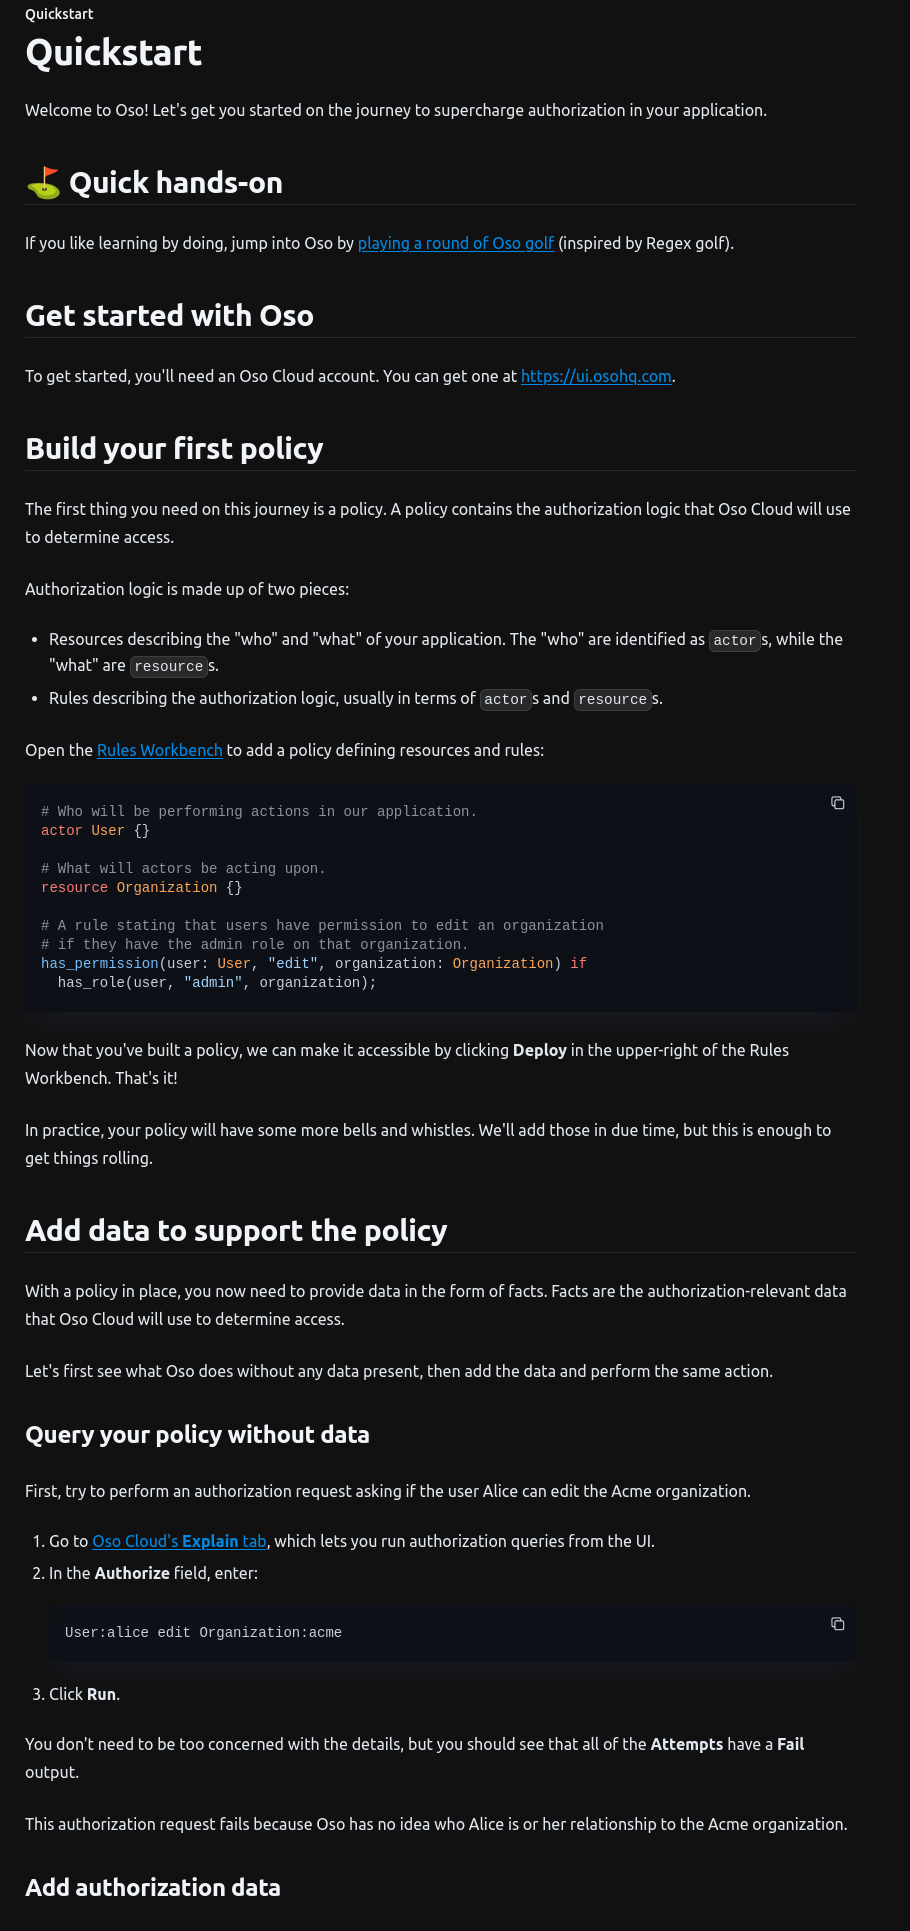 Quickstart
Quickstart
Welcome to Oso! Let's get you started on the journey to supercharge authorization in your application.
⛳ Quick hands-on
If you like learning by doing, jump into Oso by playing a round of Oso golf (inspired by Regex golf).
Get started with Oso
To get started, you'll need an Oso Cloud account. You can get one at https://ui.osohq.com.
Build your first policy
The first thing you need on this journey is a policy. A policy contains the authorization logic that Oso Cloud will use
to determine access.
Authorization logic is made up of two pieces:
• Resources describing the "who" and "what" of your application. The "who" are identified as actors, while the
"what" are resources.
• Rules describing the authorization logic, usually in terms of actors and resources.
Open the Rules Workbench to add a policy defining resources and rules:
# Who will be performing actions in our application.
actor User {}
# What will actors be acting upon.
resource Organization {}
# A rule stating that users have permission to edit an organization
# if they have the admin role on that organization.
has_permission(user: User, "edit", organization: Organization) if
  has_role(user, "admin", organization);
Now that you've built a policy, we can make it accessible by clicking Deploy in the upper-right of the Rules
Workbench. That's it!
In practice, your policy will have some more bells and whistles. We'll add those in due time, but this is enough to
get things rolling.
Add data to support the policy
With a policy in place, you now need to provide data in the form of facts. Facts are the authorization-relevant data
that Oso Cloud will use to determine access.
Let's first see what Oso does without any data present, then add the data and perform the same action.
Query your policy without data
First, try to perform an authorization request asking if the user Alice can edit the Acme organization.
1. Go to Oso Cloud's Explain tab, which lets you run authorization queries from the UI.
2. In the Authorize field, enter:
User:alice edit Organization:acme
3. Click Run.
You don't need to be too concerned with the details, but you should see that all of the Attempts have a Fail
output.
This authorization request fails because Oso has no idea who Alice is or her relationship to the Acme organization.
Add authorization data